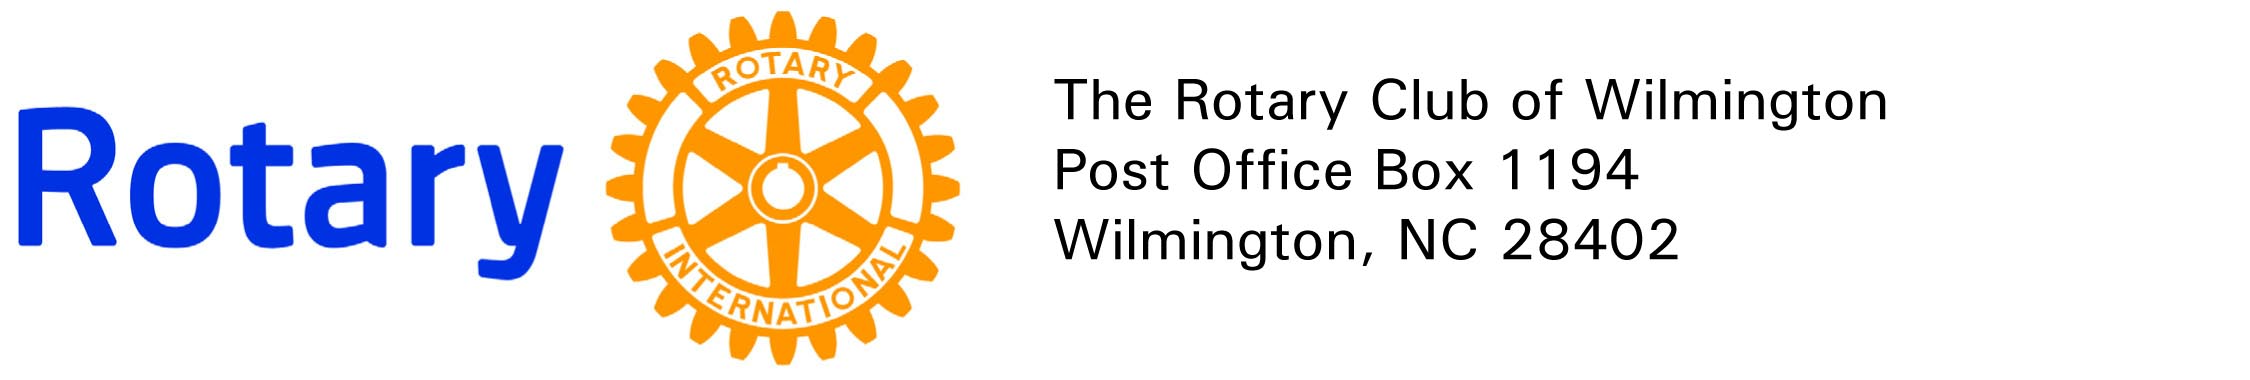 Rotary
ROTARY
INTERNATIONAL
The Rotary Club of Wilmington
Post Office Box 1194
Wilmington, NC 28402